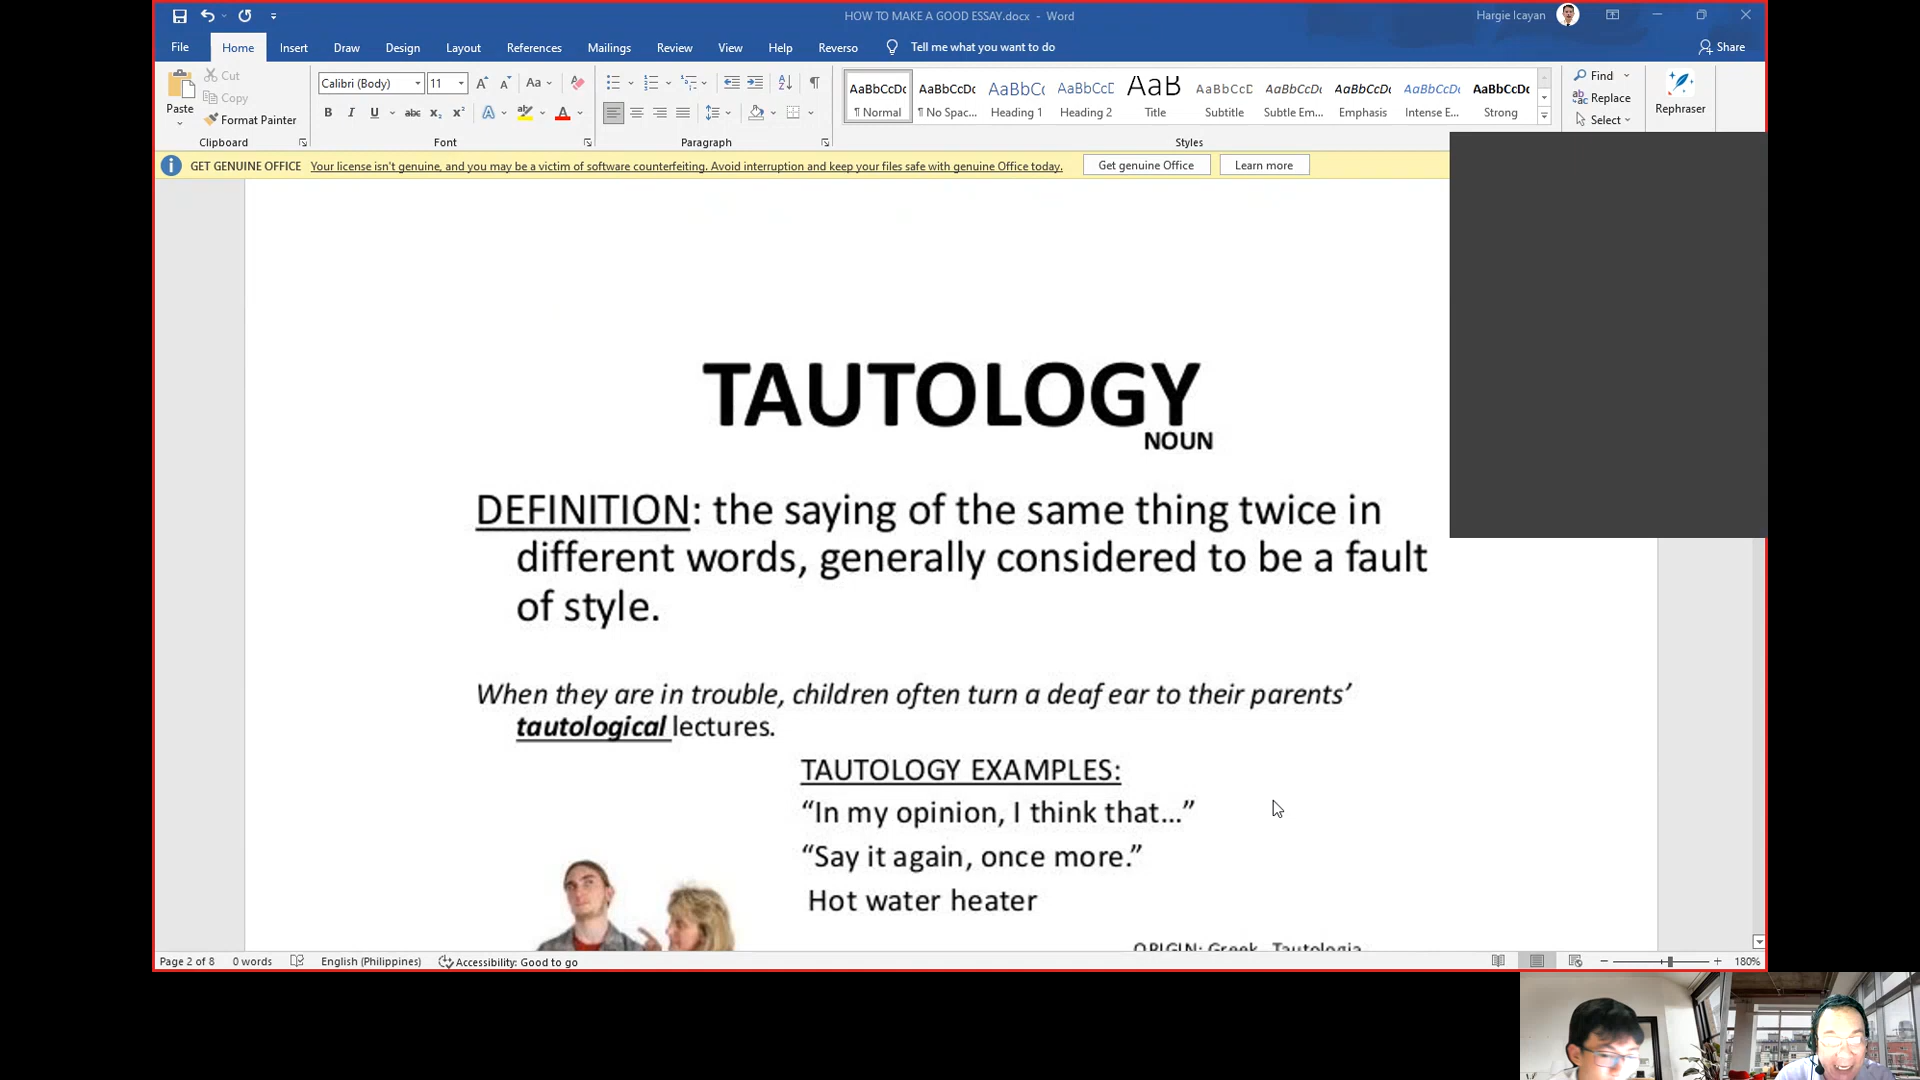 HOW TO MAKE A GOOD ESSAY.docx - Word
Hargie Icayan
File Home Insert Draw Design Layout References Mailings Review View Help Reverso Tell me what you want to do Share
Paste
Cut
Copy
Format Painter
Clipboard
Calibri (Body) 11
Font
Paragraph
AaBbCcDc AaBbCcDc AaBbCc AaBbCcD AaB AaBbCcD AaBbCcDc AaBbCcDc AaBbCcDc AaBbCcDc
¶ Normal ¶ No Spac... Heading 1 Heading 2 Title Subtitle Subtle Em... Emphasis Intense E... Strong
Styles
Find
Replace
Select
Rephraser
GET GENUINE OFFICE Your license isn't genuine, and you may be a victim of software counterfeiting. Avoid interruption and keep your files safe with genuine Office today. Get genuine Office Learn more
TAUTOLOGY
NOUN
DEFINITION: the saying of the same thing twice in
different words, generally considered to be a fault
of style.
When they are in trouble, children often turn a deaf ear to their parents’
tautological lectures.
TAUTOLOGY EXAMPLES:
“In my opinion, I think that...”
“Say it again, once more.”
Hot water heater
ORIGIN: Greek Tautologia
Page 2 of 8 0 words English (Philippines) Accessibility: Good to go 180%